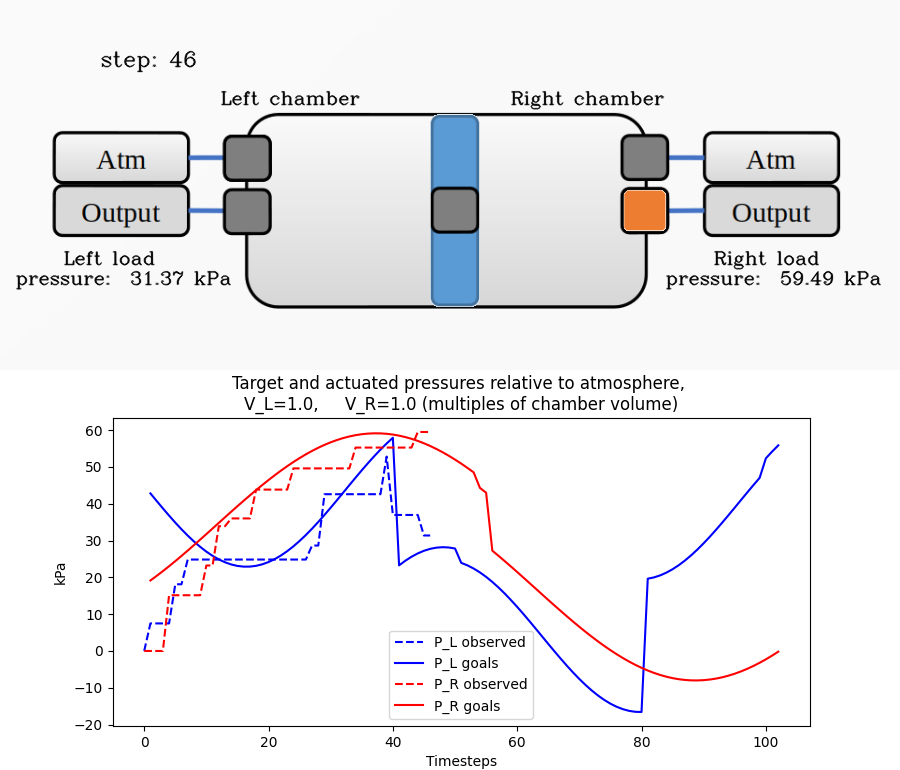 step: 46
Left chamber
Right chamber
Atm
Atm
Output
Output
Left load
pressure: 31.37 kPa
Right load
pressure: 59.49 kPa
Target and actuated pressures relative to atmosphere,
V_L=1.0, V_R=1.0 (multiples of chamber volume)
kPa
60
50
40
30
20
10
0
−10
−20
P_L observed
P_L goals
P_R observed
P_R goals
0
20
40
60
80
100
Timesteps